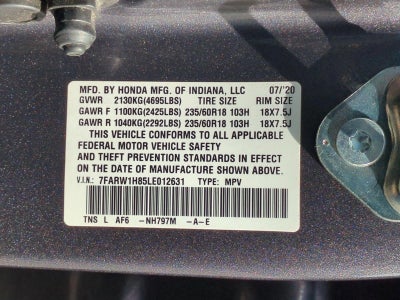 MFD. BY HONDA MFG. OF INDIANA, LLC 07/'20
GVWR 2130KG(4695LBS) TIRE SIZE RIM SIZE
GAWR F 1100KG(2425LBS) 235/60R18 103H 18X7.5J
GAWR R 1040KG(2292LBS) 235/60R18 103H 18X7.5J
THIS VEHICLE CONFORMS TO ALL APPLICABLE
FEDERAL MOTOR VEHICLE SAFETY
AND THEFT PREVENTION STANDARDS IN EFFECT
ON THE DATE OF MANUFACTURE SHOWN ABOVE.
V.I.N.: 7FARW1H85LE012631 TYPE: MPV
TNS L AF6 -NH797M -A-E